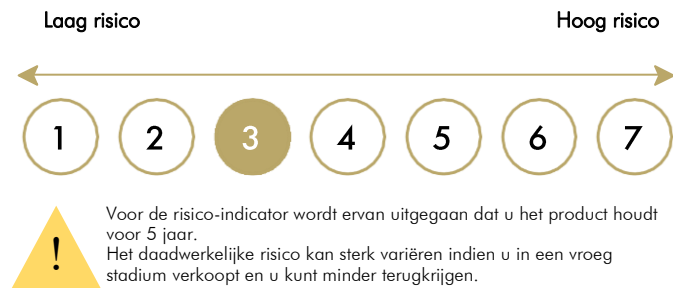 Laag risico Hoog risico
1 2 3 4 5 6 7
! Voor de risico-indicator wordt ervan uitgegaan dat u het product houdt
voor 5 jaar.
Het daadwerkelijke risico kan sterk variëren indien u in een vroeg
stadium verkoopt en u kunt minder terugkrijgen.